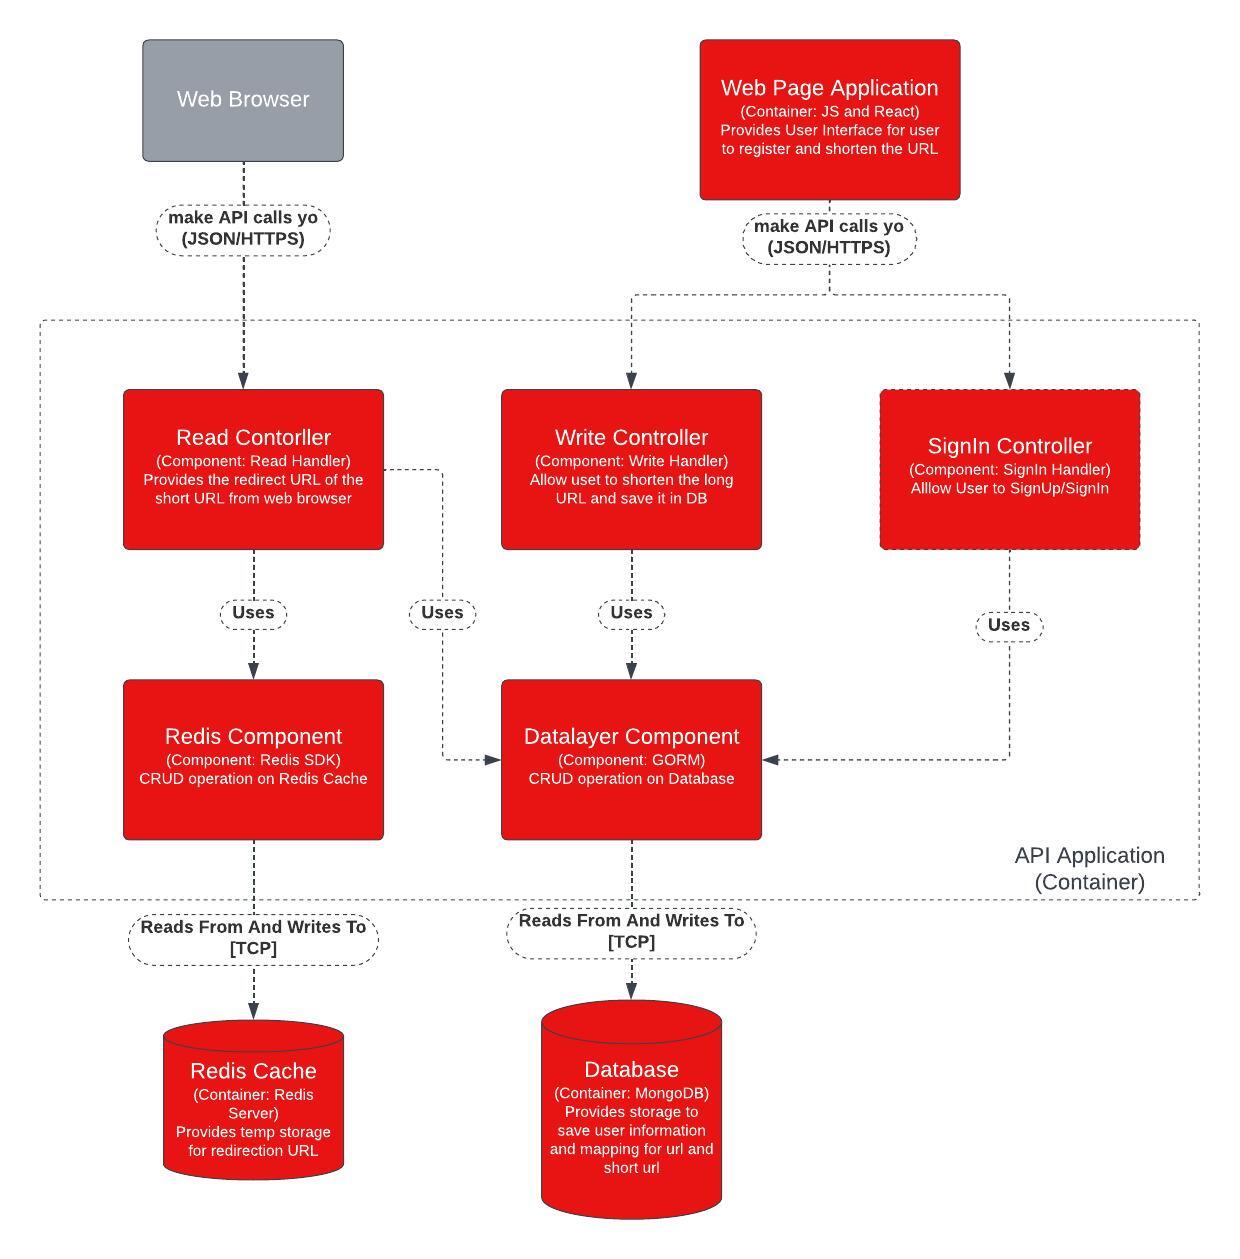 Web Browser
Web Page Application
(Container: JS and React)
Provides User Interface for user
to register and shorten the URL
make API calls yo
(JSON/HTTPS)
make API calls yo
(JSON/HTTPS)
Read Contorller
(Component: Read Handler)
Provides the redirect URL of the
short URL from web browser
Write Controller
(Component: Write Handler)
Allow uset to shorten the long
URL and save it in DB
SignIn Controller
(Component: SignIn Handler)
Alllow User to SignUp/SignIn
Uses
Uses
Uses
Uses
Redis Component
(Component: Redis SDK)
CRUD operation on Redis Cache
Datalayer Component
(Component: GORM)
CRUD operation on Database
API Application
(Container)
Reads From And Writes To
[TCP]
Reads From And Writes To
[TCP]
Redis Cache
(Container: Redis
Server)
Provides temp storage
for redirection URL
Database
(Container: MongoDB)
Provides storage to
save user information
and mapping for url and
short url